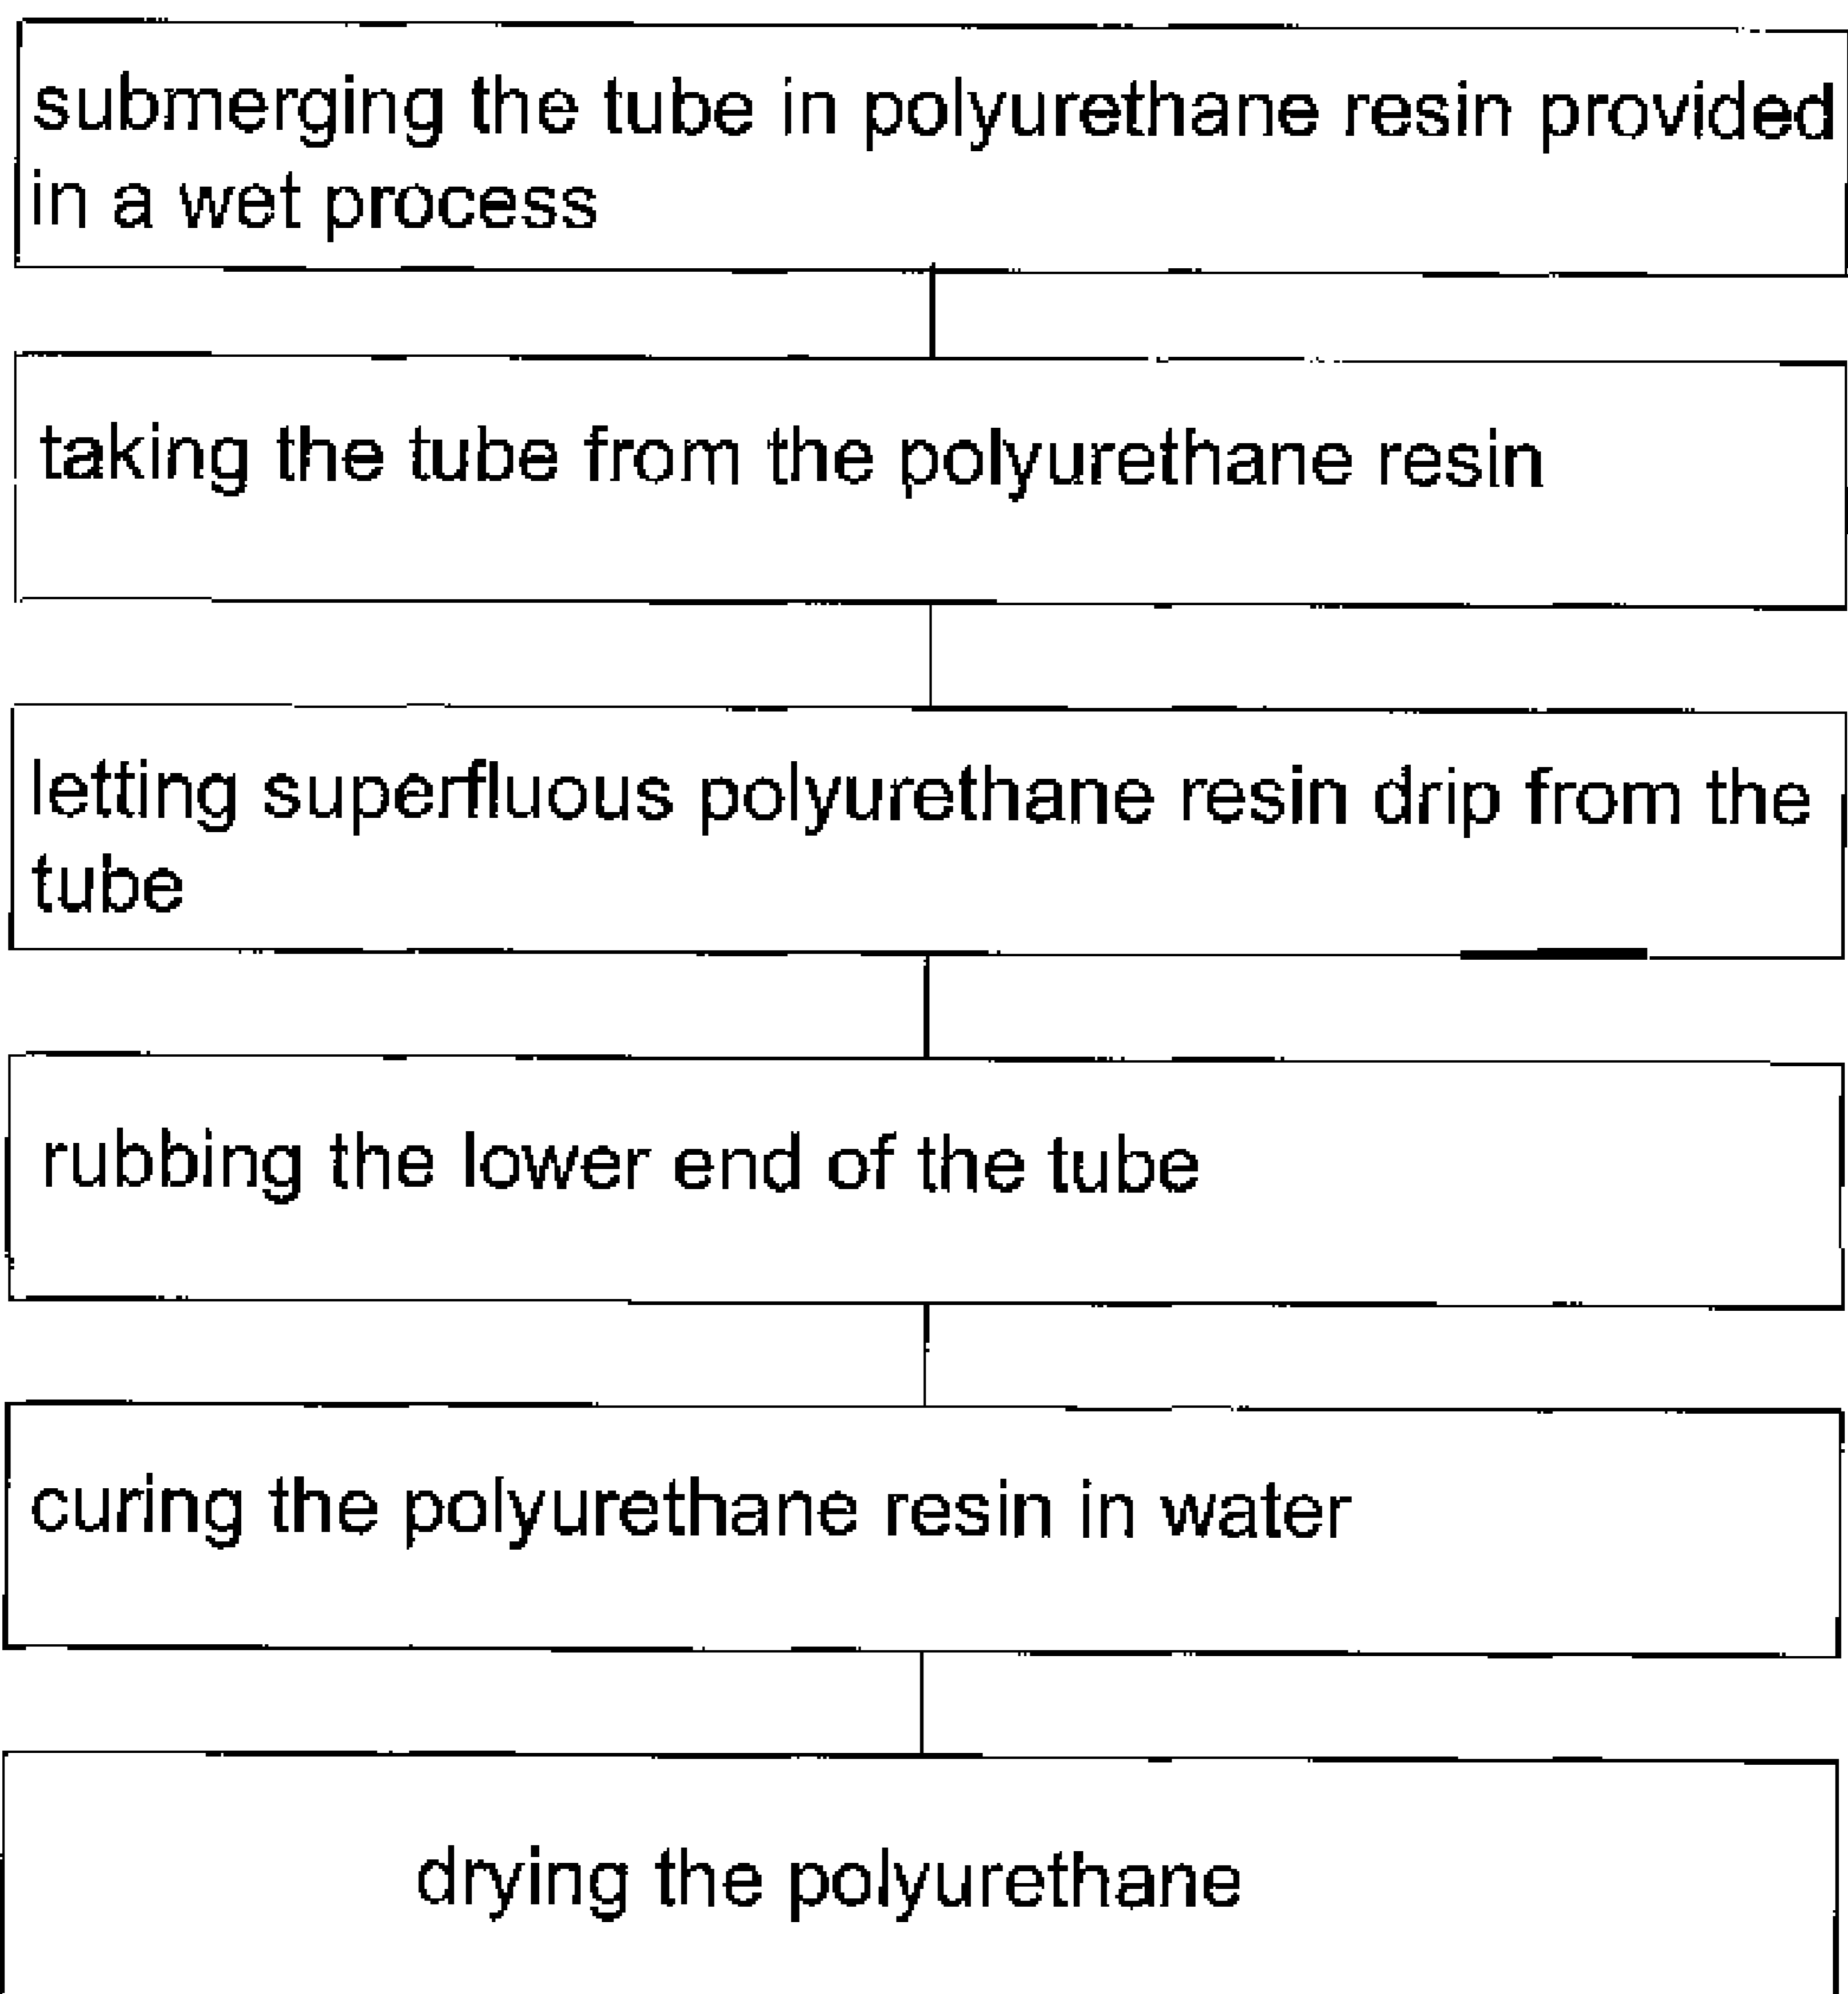 submerging the tube in polyurethane resin provided
in a wet process
taking the tube from the polyurethane resin
letting superfluous polyurethane resin drip from the
tube
rubbing the lower end of the tube
curing the polyurethane resin in water
drying the polyurethane